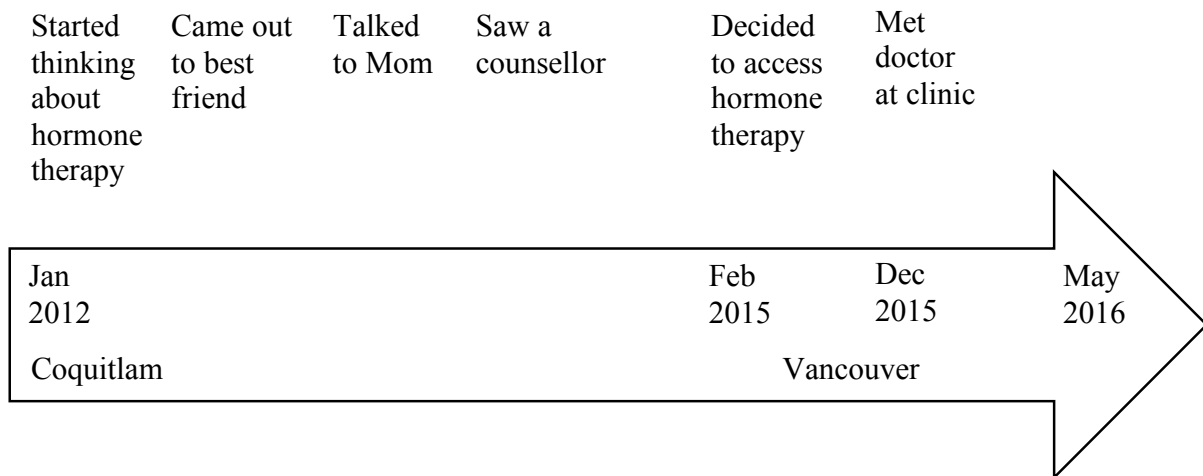 Started
thinking
about
hormone
therapy
Came out
to best
friend
Talked
to Mom
Saw a
counsellor
Decided
to access
hormone
therapy
Met
doctor
at clinic
Jan
2012
Feb
2015
Dec
2015
May
2016
Coquitlam
Vancouver